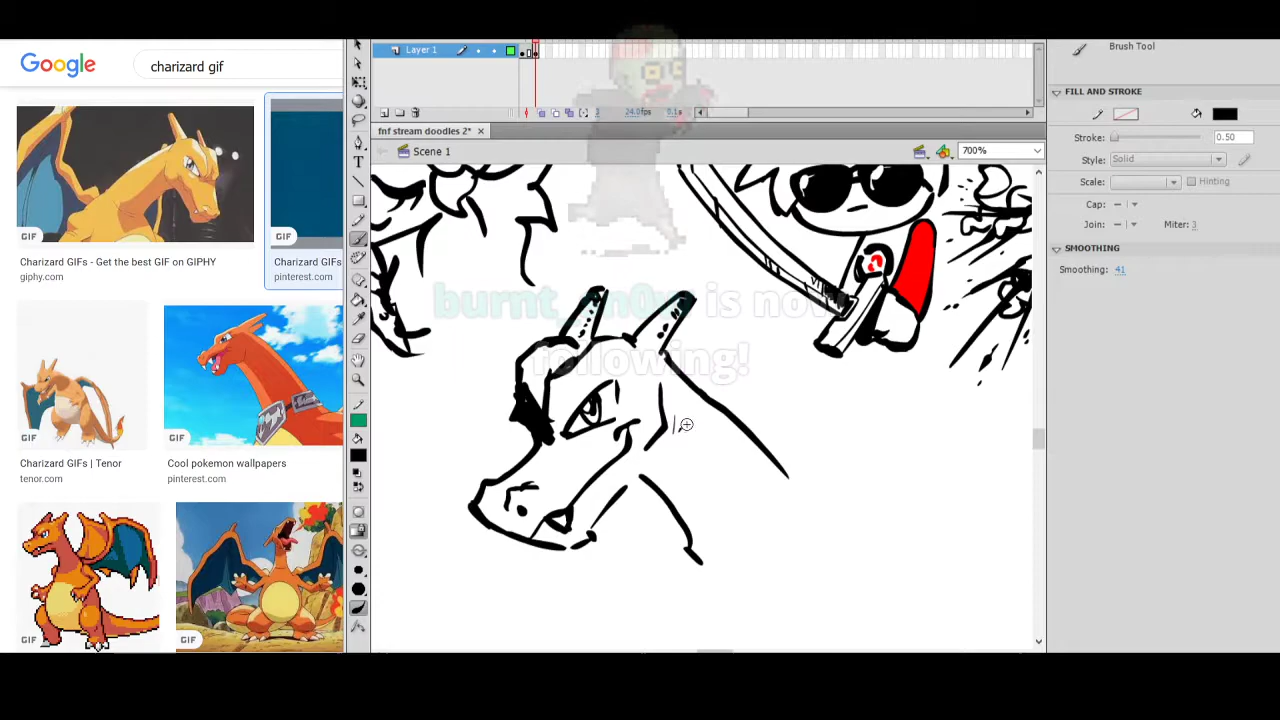 Google
charizard gif
GIF
Charizard GIFs - Get the best GIF on GIPHY
giphy.com
GIF
Charizard GIFs
pinterest.com
GIF
Charizard GIFs | Tenor
tenor.com
GIF
Cool pokemon wallpapers
pinterest.com
GIF
GIF
Layer 1
24.0fps
0.1s
fnf stream doodles 2*
Scene 1
700%
is now
following!
Brush Tool
FILL AND STROKE
Stroke:
0.50
Style:
Solid
Scale:
Hinting
Cap:
Join:
Miter: 3
SMOOTHING
Smoothing: 41